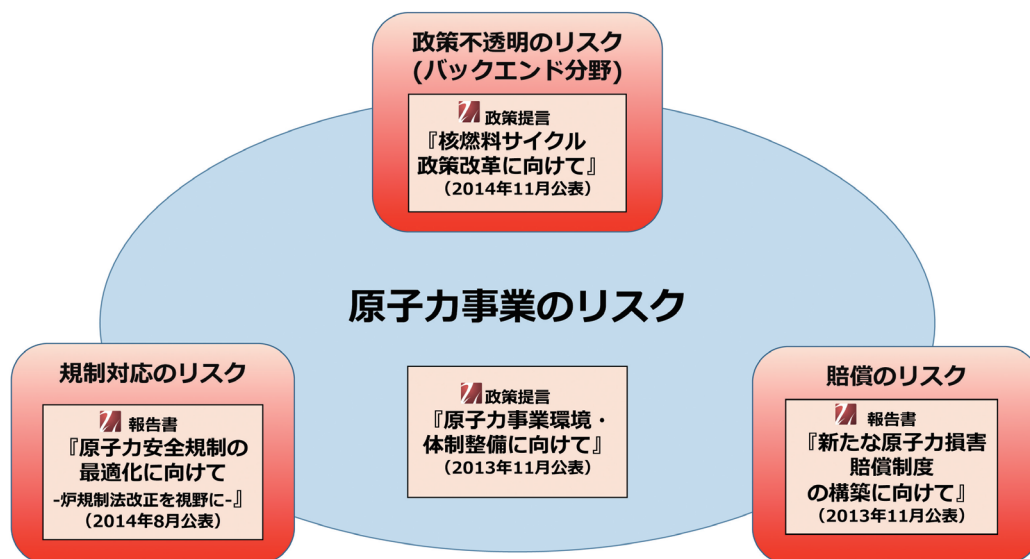 政策不透明のリスク
(バックエンド分野)
政策提言
『核燃料サイクル
政策改革に向けて』
（2014年11月公表）
原子力事業のリスク
規制対応のリスク
報告書
『原子力安全規制の
最適化に向けて
-炉規制法改正を視野に-』
（2014年8月公表）
政策提言
『原子力事業環境・
体制整備に向けて』
（2013年11月公表）
賠償のリスク
報告書
『新たな原子力損害
賠償制度
の構築に向けて』
（2013年11月公表）